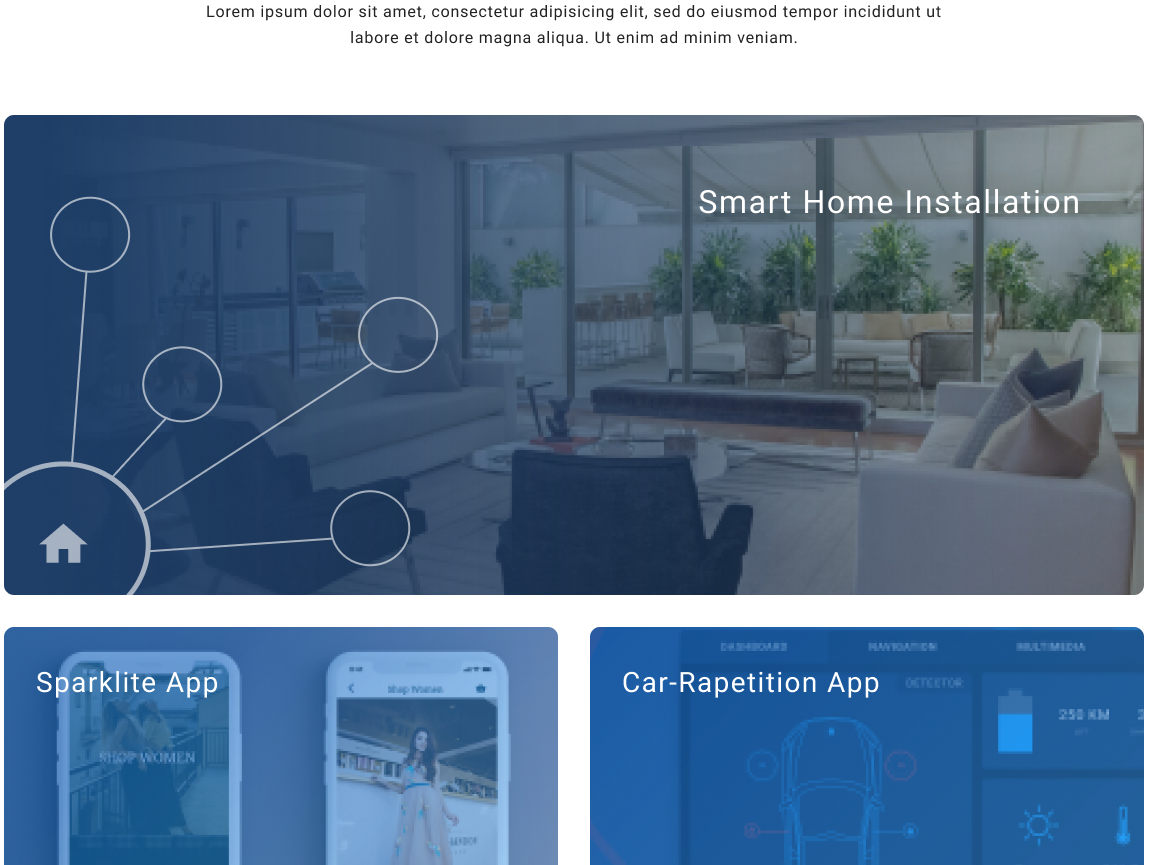 Lorem ipsum dolor sit amet, consectetur adipisicing elit, sed do eiusmod tempor incididunt ut
labore et dolore magna aliqua. Ut enim ad minim veniam.
Smart Home Installation
Sparklite App
Shop Women
SHOP WOMEN
DASHBOARD NAVIGATION MULTIMEDIA
Car-Rapetition App
DETECTOR
250 KM